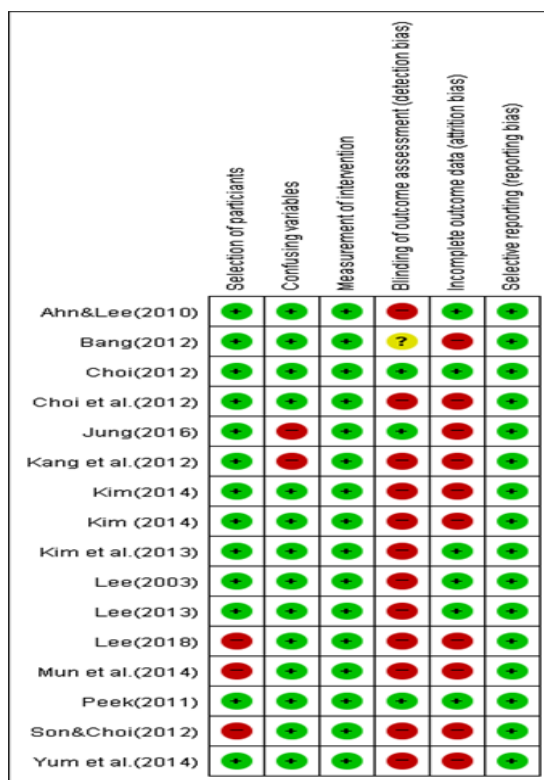 Selection of particiants
Confusing variables
Measurement of intervention
Blinding of outcome assessment (detection bias)
Incomplete outcome data (attrition bias)
Selective reporting (reporting bias)
Ahn&Lee(2010) + + + − + +
Bang(2012) + + + ? − +
Choi(2012) + + + + + +
Choi et al.(2012) + + + − − +
Jung(2016) + − + + − +
Kang et al.(2012) + − + − − +
Kim(2014) + + + − − +
Kim (2014) + + + − − +
Kim et al.(2013) + + + − + +
Lee(2003) + + + − + +
Lee(2013) + + + − + +
Lee(2018) − + + − − +
Mun et al.(2014) − + + − − +
Peek(2011) + + + + + +
Son&Choi(2012) − + + − − +
Yum et al.(2014) + + + − − +